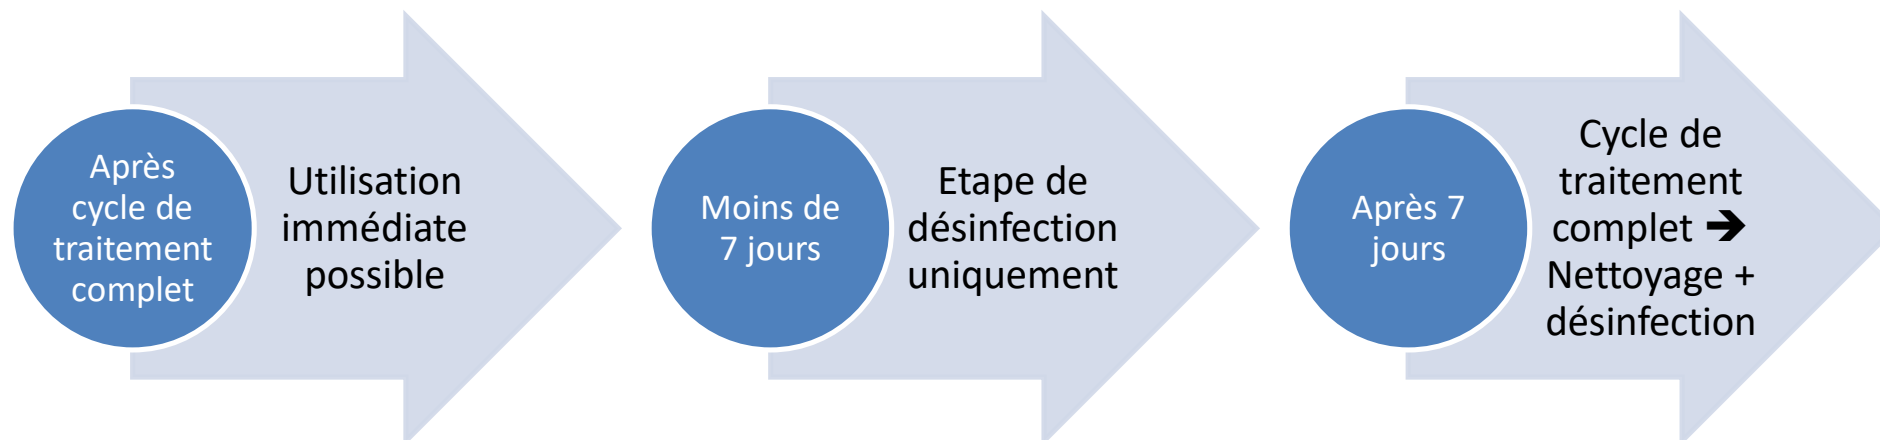 Après
cycle de
traitement
complet
Utilisation
immédiate
possible
Moins de
7 jours
Etape de
désinfection
uniquement
Après 7
jours
Cycle de
traitement
complet ➔
Nettoyage +
désinfection